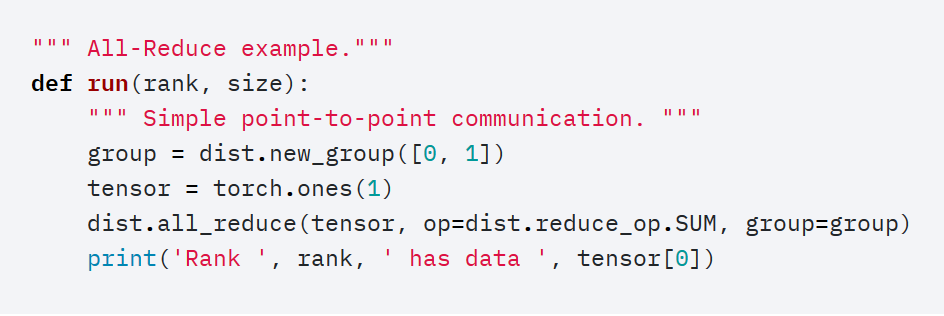 """ All-Reduce example."""
def run(rank, size):
    """ Simple point-to-point communication. """
    group = dist.new_group([0, 1])
    tensor = torch.ones(1)
    dist.all_reduce(tensor, op=dist.reduce_op.SUM, group=group)
    print('Rank ', rank, ' has data ', tensor[0])